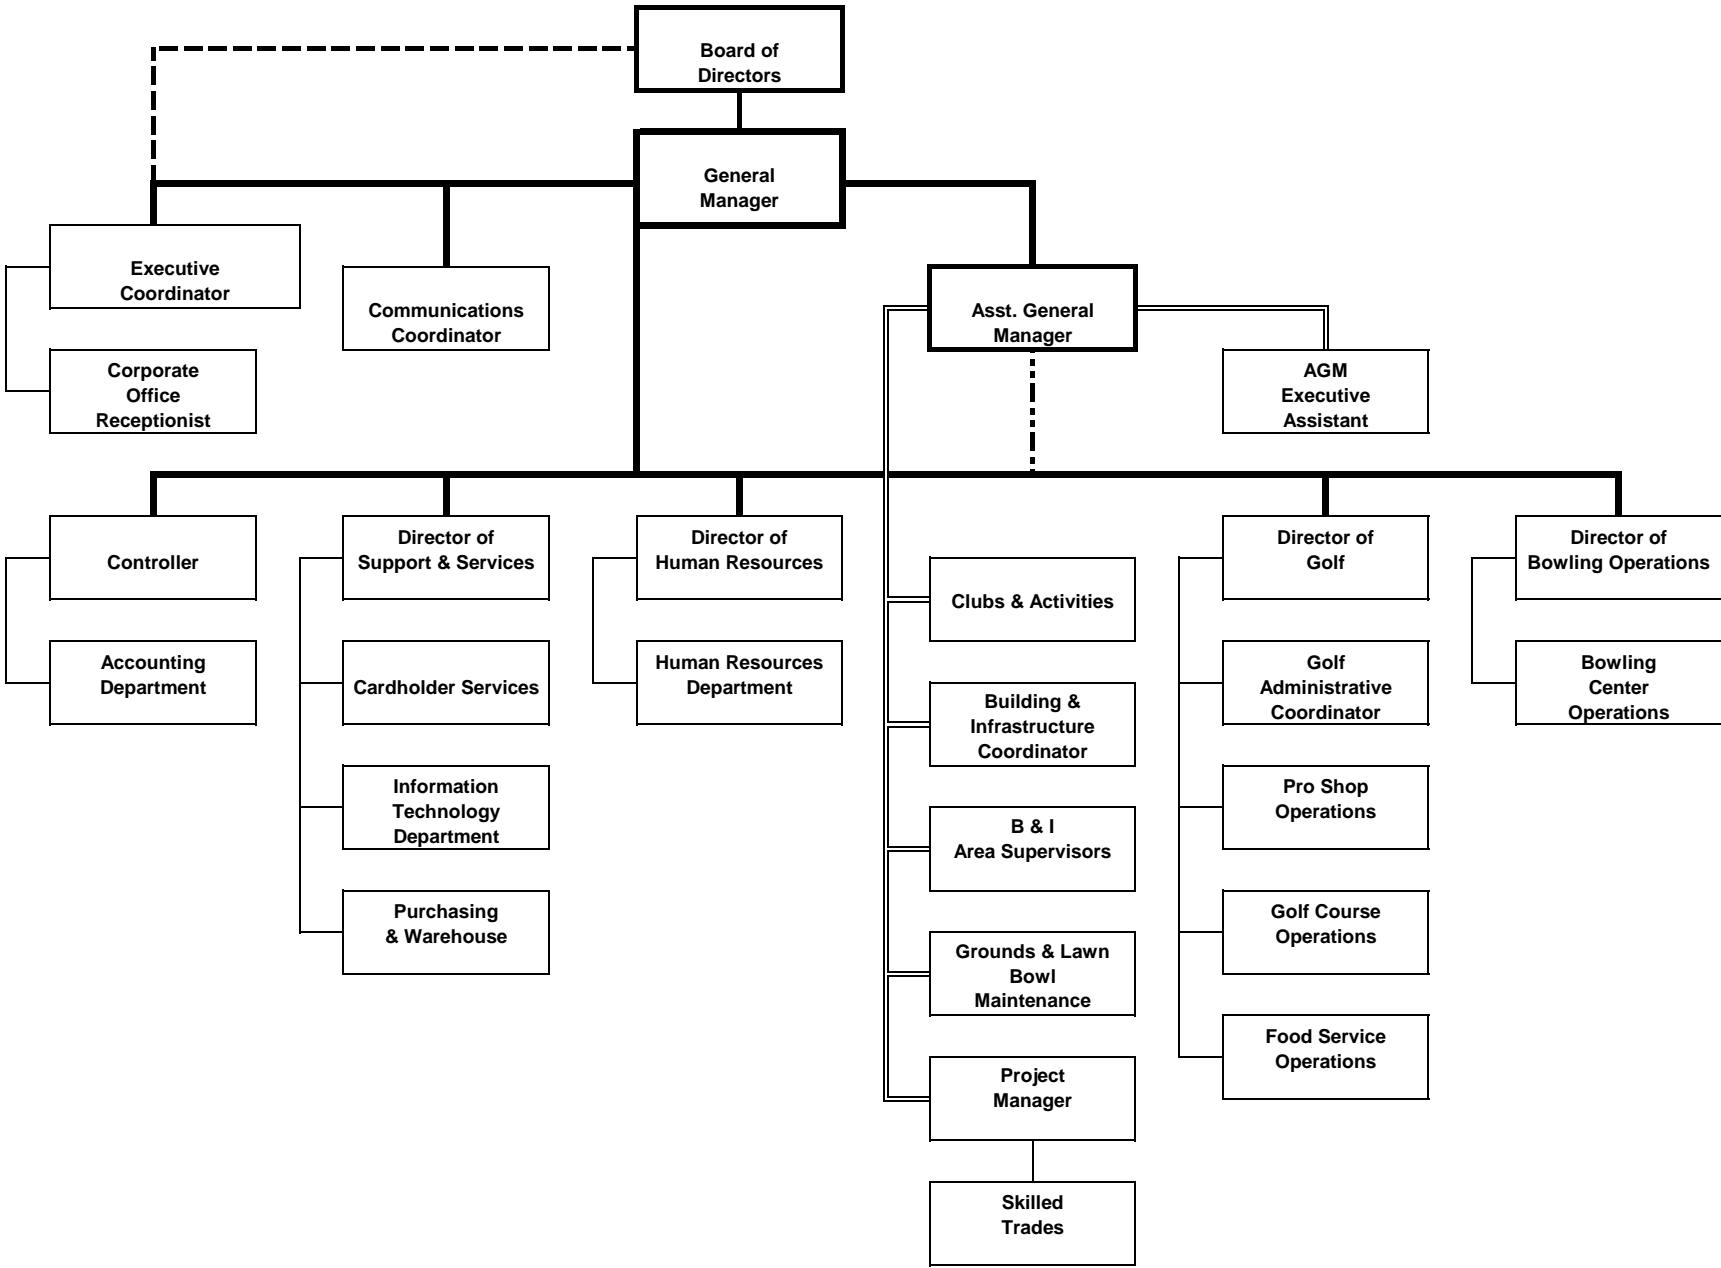 Board of
Directors
General
Manager
Executive
Coordinator
Communications
Coordinator
Asst. General
Manager
Corporate
Office
Receptionist
AGM
Executive
Assistant
Controller
Accounting
Department
Director of
Support & Services
Cardholder Services
Information
Technology
Department
Purchasing
& Warehouse
Director of
Human Resources
Human Resources
Department
Clubs & Activities
Building &
Infrastructure
Coordinator
B & I
Area Supervisors
Grounds & Lawn
Bowl
Maintenance
Project
Manager
Skilled
Trades
Director of
Golf
Golf
Administrative
Coordinator
Pro Shop
Operations
Golf Course
Operations
Food Service
Operations
Director of
Bowling Operations
Bowling
Center
Operations